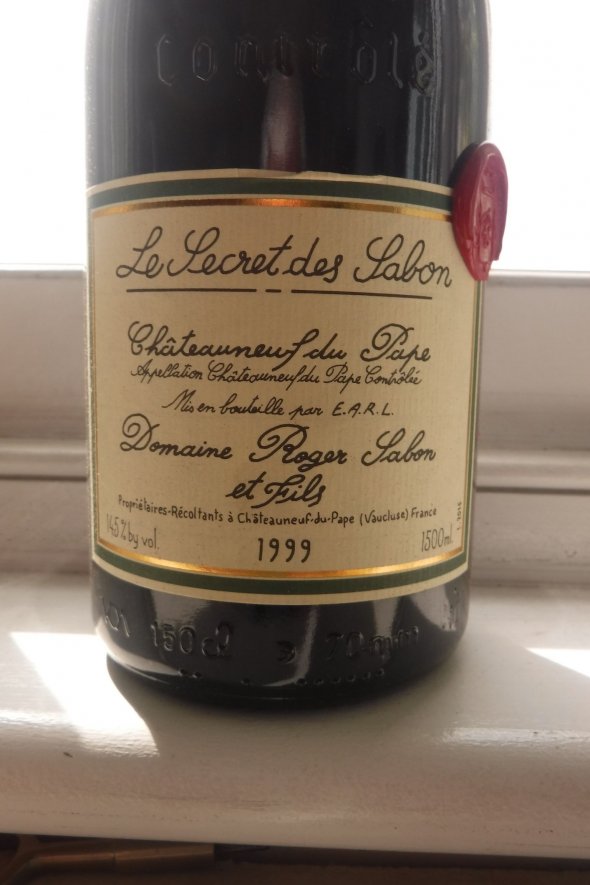 contrôlé
Le Secret des Sabon
Châteauneuf du Pape
Appellation Châteauneuf du Pape Contrôlée
Mis en bouteille par E.A.R.L.
Domaine Roger Sabon
et Fils
Propriétaires-Récoltants à Châteauneuf-du-Pape (Vaucluse) France
14.5% by vol.
1999
1500ml.
150cl 70mm